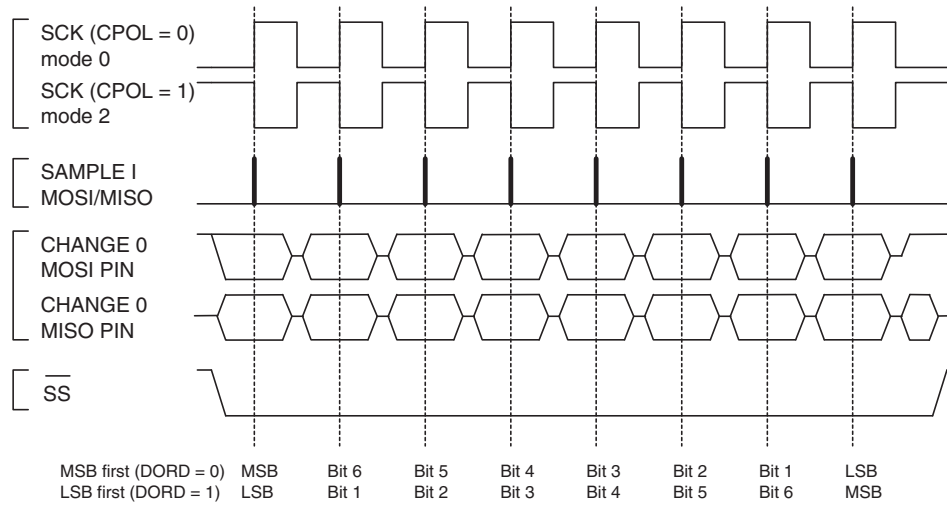 SCK (CPOL = 0)
mode 0
SCK (CPOL = 1)
mode 2
SAMPLE I
MOSI/MISO
CHANGE 0
MOSI PIN
CHANGE 0
MISO PIN
SS
MSB first (DORD = 0) MSB Bit 6 Bit 5 Bit 4 Bit 3 Bit 2 Bit 1 LSB
LSB first (DORD = 1) LSB Bit 1 Bit 2 Bit 3 Bit 4 Bit 5 Bit 6 MSB